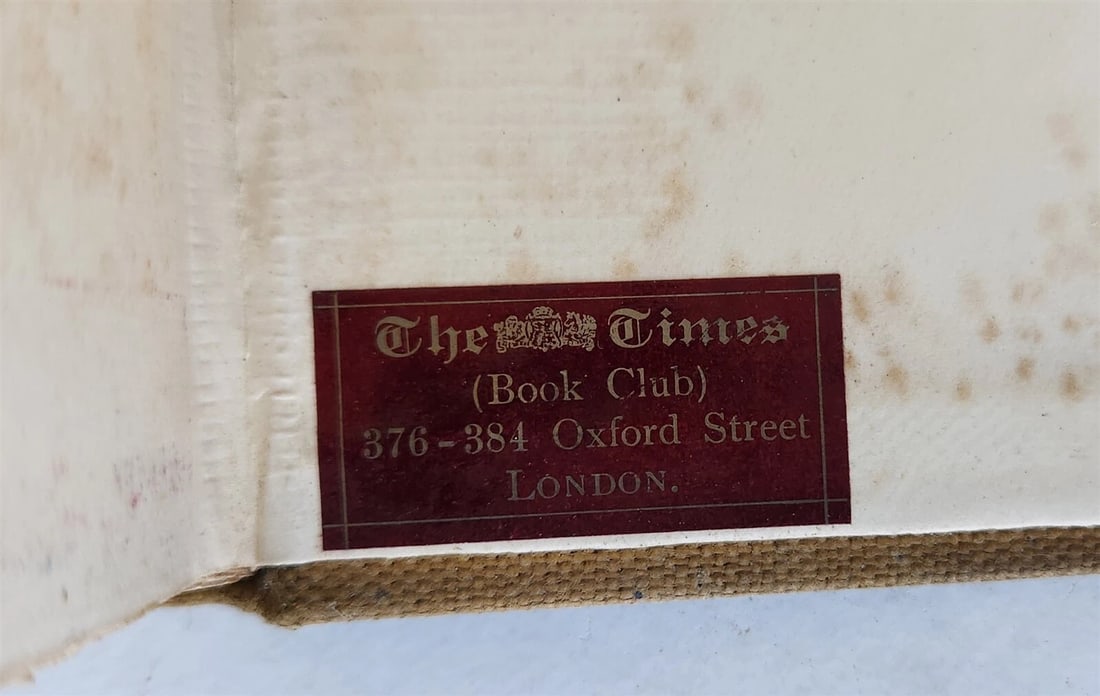 The Times
(Book Club)
376-384 Oxford Street
LONDON.